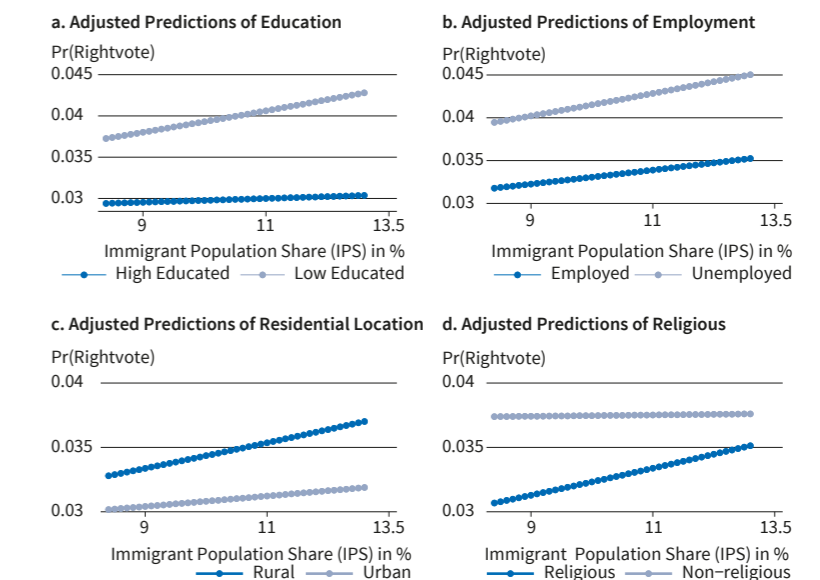 a. Adjusted Predictions of Education
Pr(Rightvote)
0.045
0.04
0.035
0.03
9 11 13.5
Immigrant Population Share (IPS) in %
High Educated Low Educated
b. Adjusted Predictions of Employment
Pr(Rightvote)
0.045
0.04
0.035
0.03
9 11 13.5
Immigrant Population Share (IPS) in %
Employed Unemployed
c. Adjusted Predictions of Residential Location
Pr(Rightvote)
0.04
0.035
0.03
9 11 13.5
Immigrant Population Share (IPS) in %
Rural Urban
d. Adjusted Predictions of Religious
Pr(Rightvote)
0.04
0.035
0.03
9 11 13.5
Immigrant Population Share (IPS) in %
Religious Non−religious